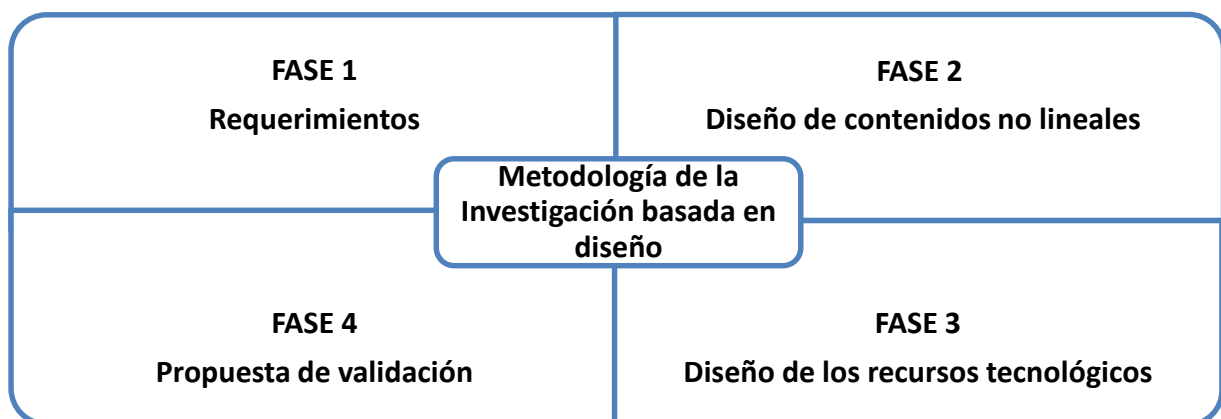 FASE 1
Requerimientos
FASE 2
Diseño de contenidos no lineales
Metodología de la
Investigación basada en
diseño
FASE 4
Propuesta de validación
FASE 3
Diseño de los recursos tecnológicos